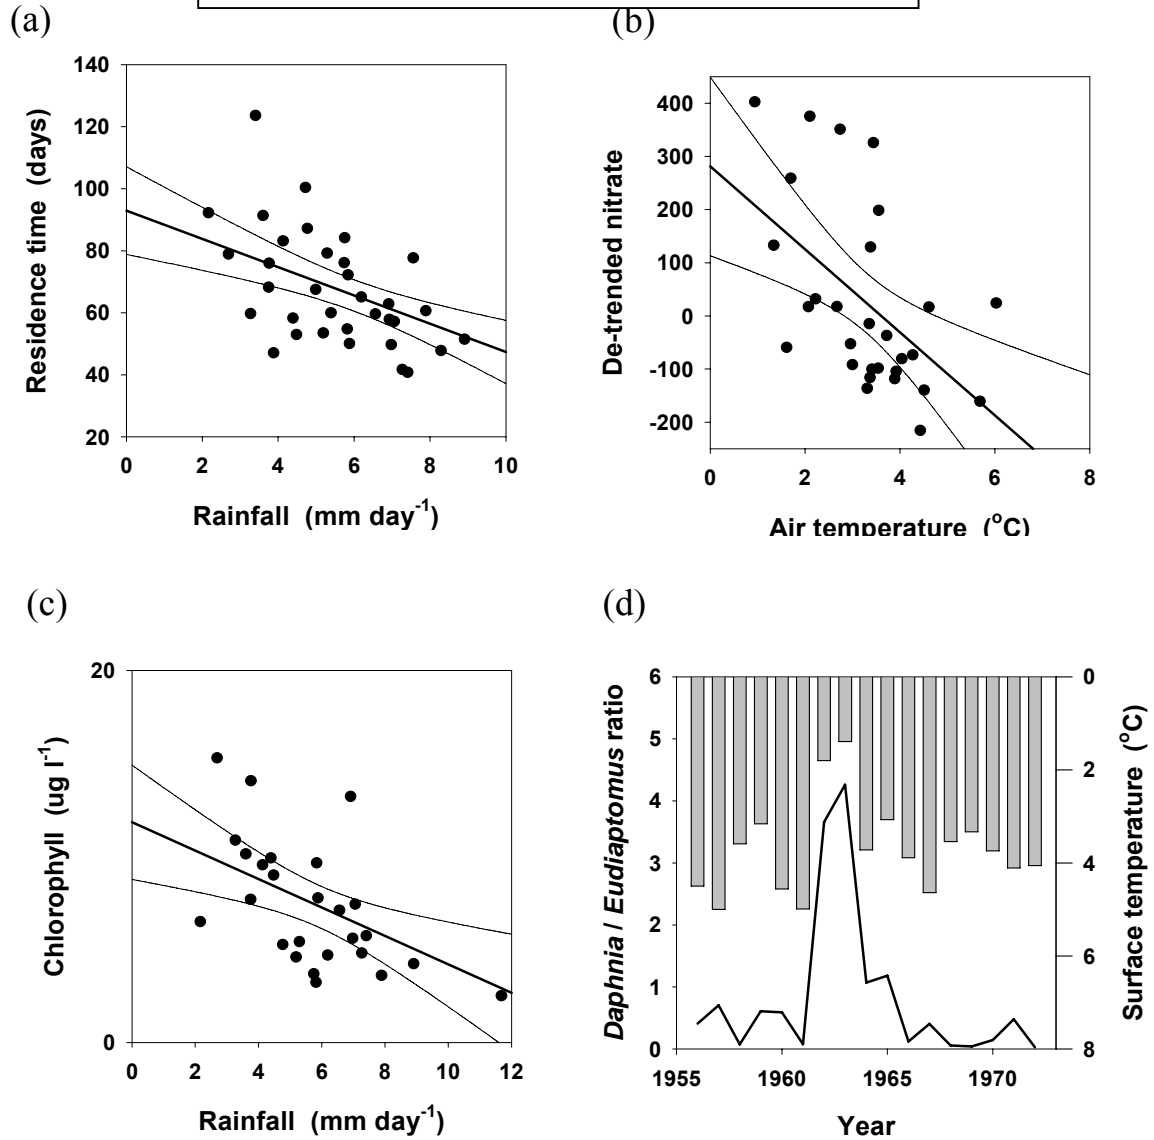 (a)
(b)
140
120
100
80
60
40
20
Residence time (days)
0 2 4 6 8 10
Rainfall (mm day-1)
400
300
200
100
0
-100
-200
De-trended nitrate
0 2 4 6 8
Air temperature (oC)
(c)
(d)
20
0
Chlorophyll (ug l-1)
0 2 4 6 8 10 12
Rainfall (mm day-1)
6
5
4
3
2
1
0
Daphnia / Eudiaptomus ratio
0
2
4
6
8
Surface temperature (oC)
1955 1960 1965 1970
Year